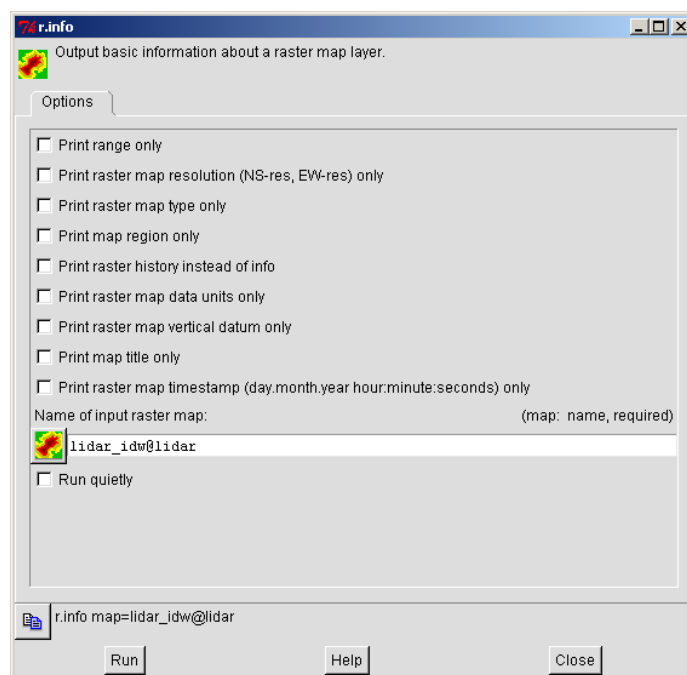 r.info
Output basic information about a raster map layer.
Options
Print range only
Print raster map resolution (NS-res, EW-res) only
Print raster map type only
Print map region only
Print raster history instead of info
Print raster map data units only
Print raster map vertical datum only
Print map title only
Print raster map timestamp (day.month.year hour:minute:seconds) only
Name of input raster map: (map: name, required)
lidar_idw@lidar
Run quietly
r.info map=lidar_idw@lidar
Run Help Close